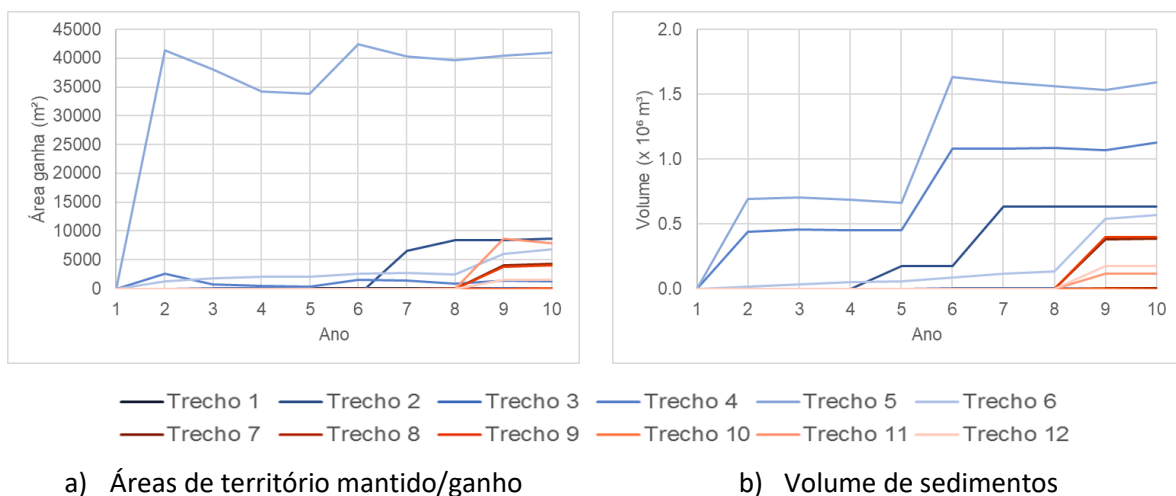 45000
40000
35000
30000
25000
20000
15000
10000
5000
0
Área ganha (m²)
1 2 3 4 5 6 7 8 9 10
Ano
2.0
1.5
1.0
0.5
0.0
Volume (x 10⁶ m³)
1 2 3 4 5 6 7 8 9 10
Ano
Trecho 1 Trecho 2 Trecho 3 Trecho 4 Trecho 5 Trecho 6
Trecho 7 Trecho 8 Trecho 9 Trecho 10 Trecho 11 Trecho 12
a) Áreas de território mantido/ganho
b) Volume de sedimentos